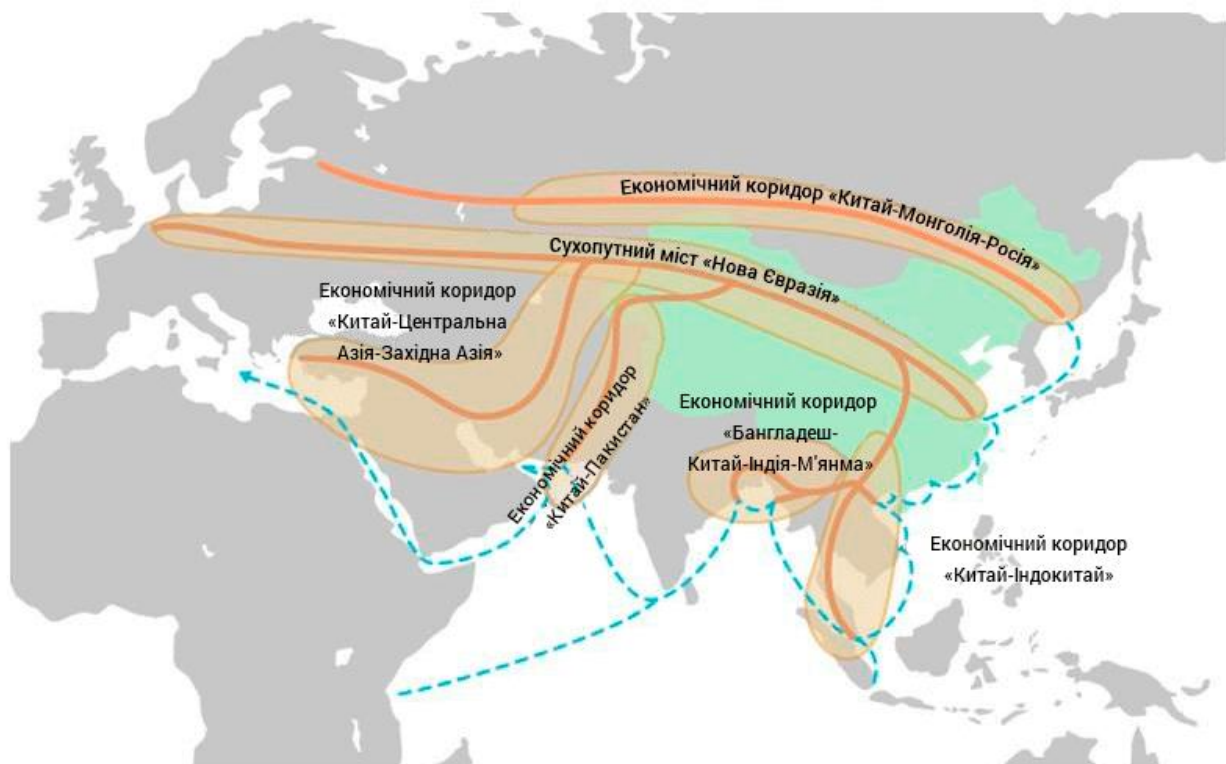 Економічний коридор «Китай-Монголія-Росія»
Сухопутний міст «Нова Євразія»
Економічний коридор
«Китай-Центральна
Азія-Західна Азія»
Економічний коридор
«Китай-Пакистан»
Економічний коридор
«Бангладеш-
Китай-Індія-М'янма»
Економічний коридор
«Китай-Індокитай»